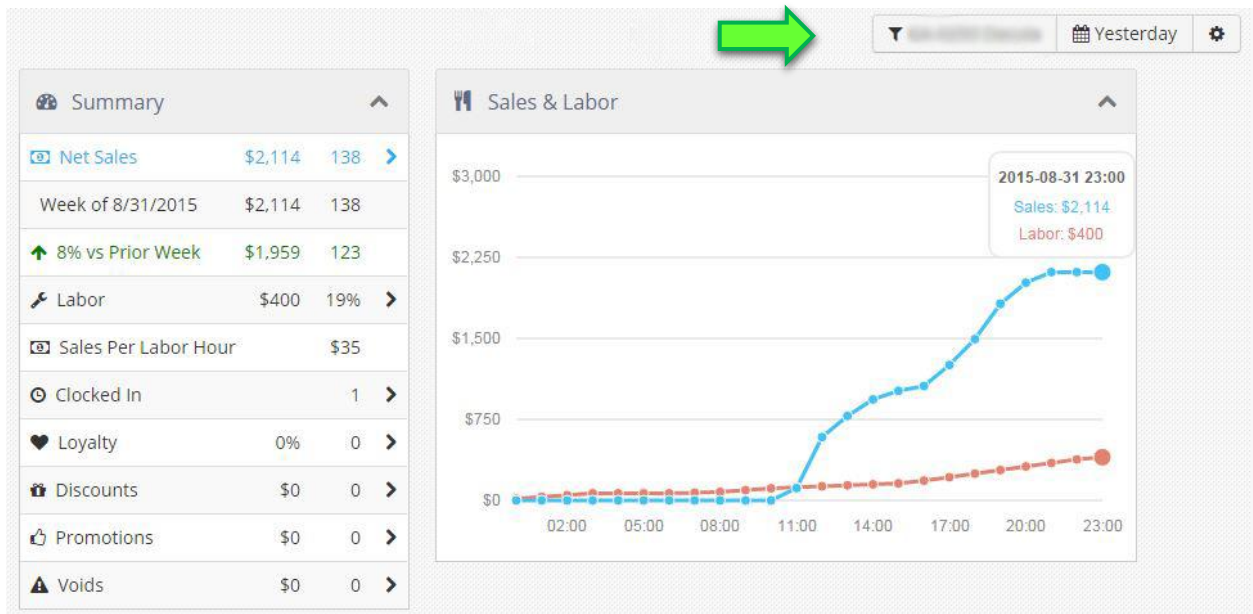 Yesterday
Summary
Net Sales $2,114 138
Week of 8/31/2015 $2,114 138
8% vs Prior Week $1,959 123
Labor $400 19%
Sales Per Labor Hour $35
Clocked In 1
Loyalty 0% 0
Discounts $0 0
Promotions $0 0
Voids $0 0
Sales & Labor
$3,000
$2,250
$1,500
$750
$0
2015-08-31 23:00
Sales: $2,114
Labor: $400
02:00 05:00 08:00 11:00 14:00 17:00 20:00 23:00